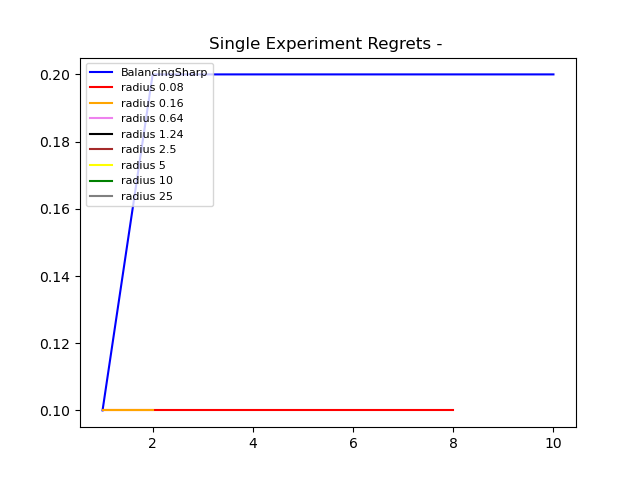 Single Experiment Regrets -
BalancingSharp
radius 0.08
radius 0.16
radius 0.64
radius 1.24
radius 2.5
radius 5
radius 10
radius 25
0.20
0.18
0.16
0.14
0.12
0.10
2 4 6 8 10